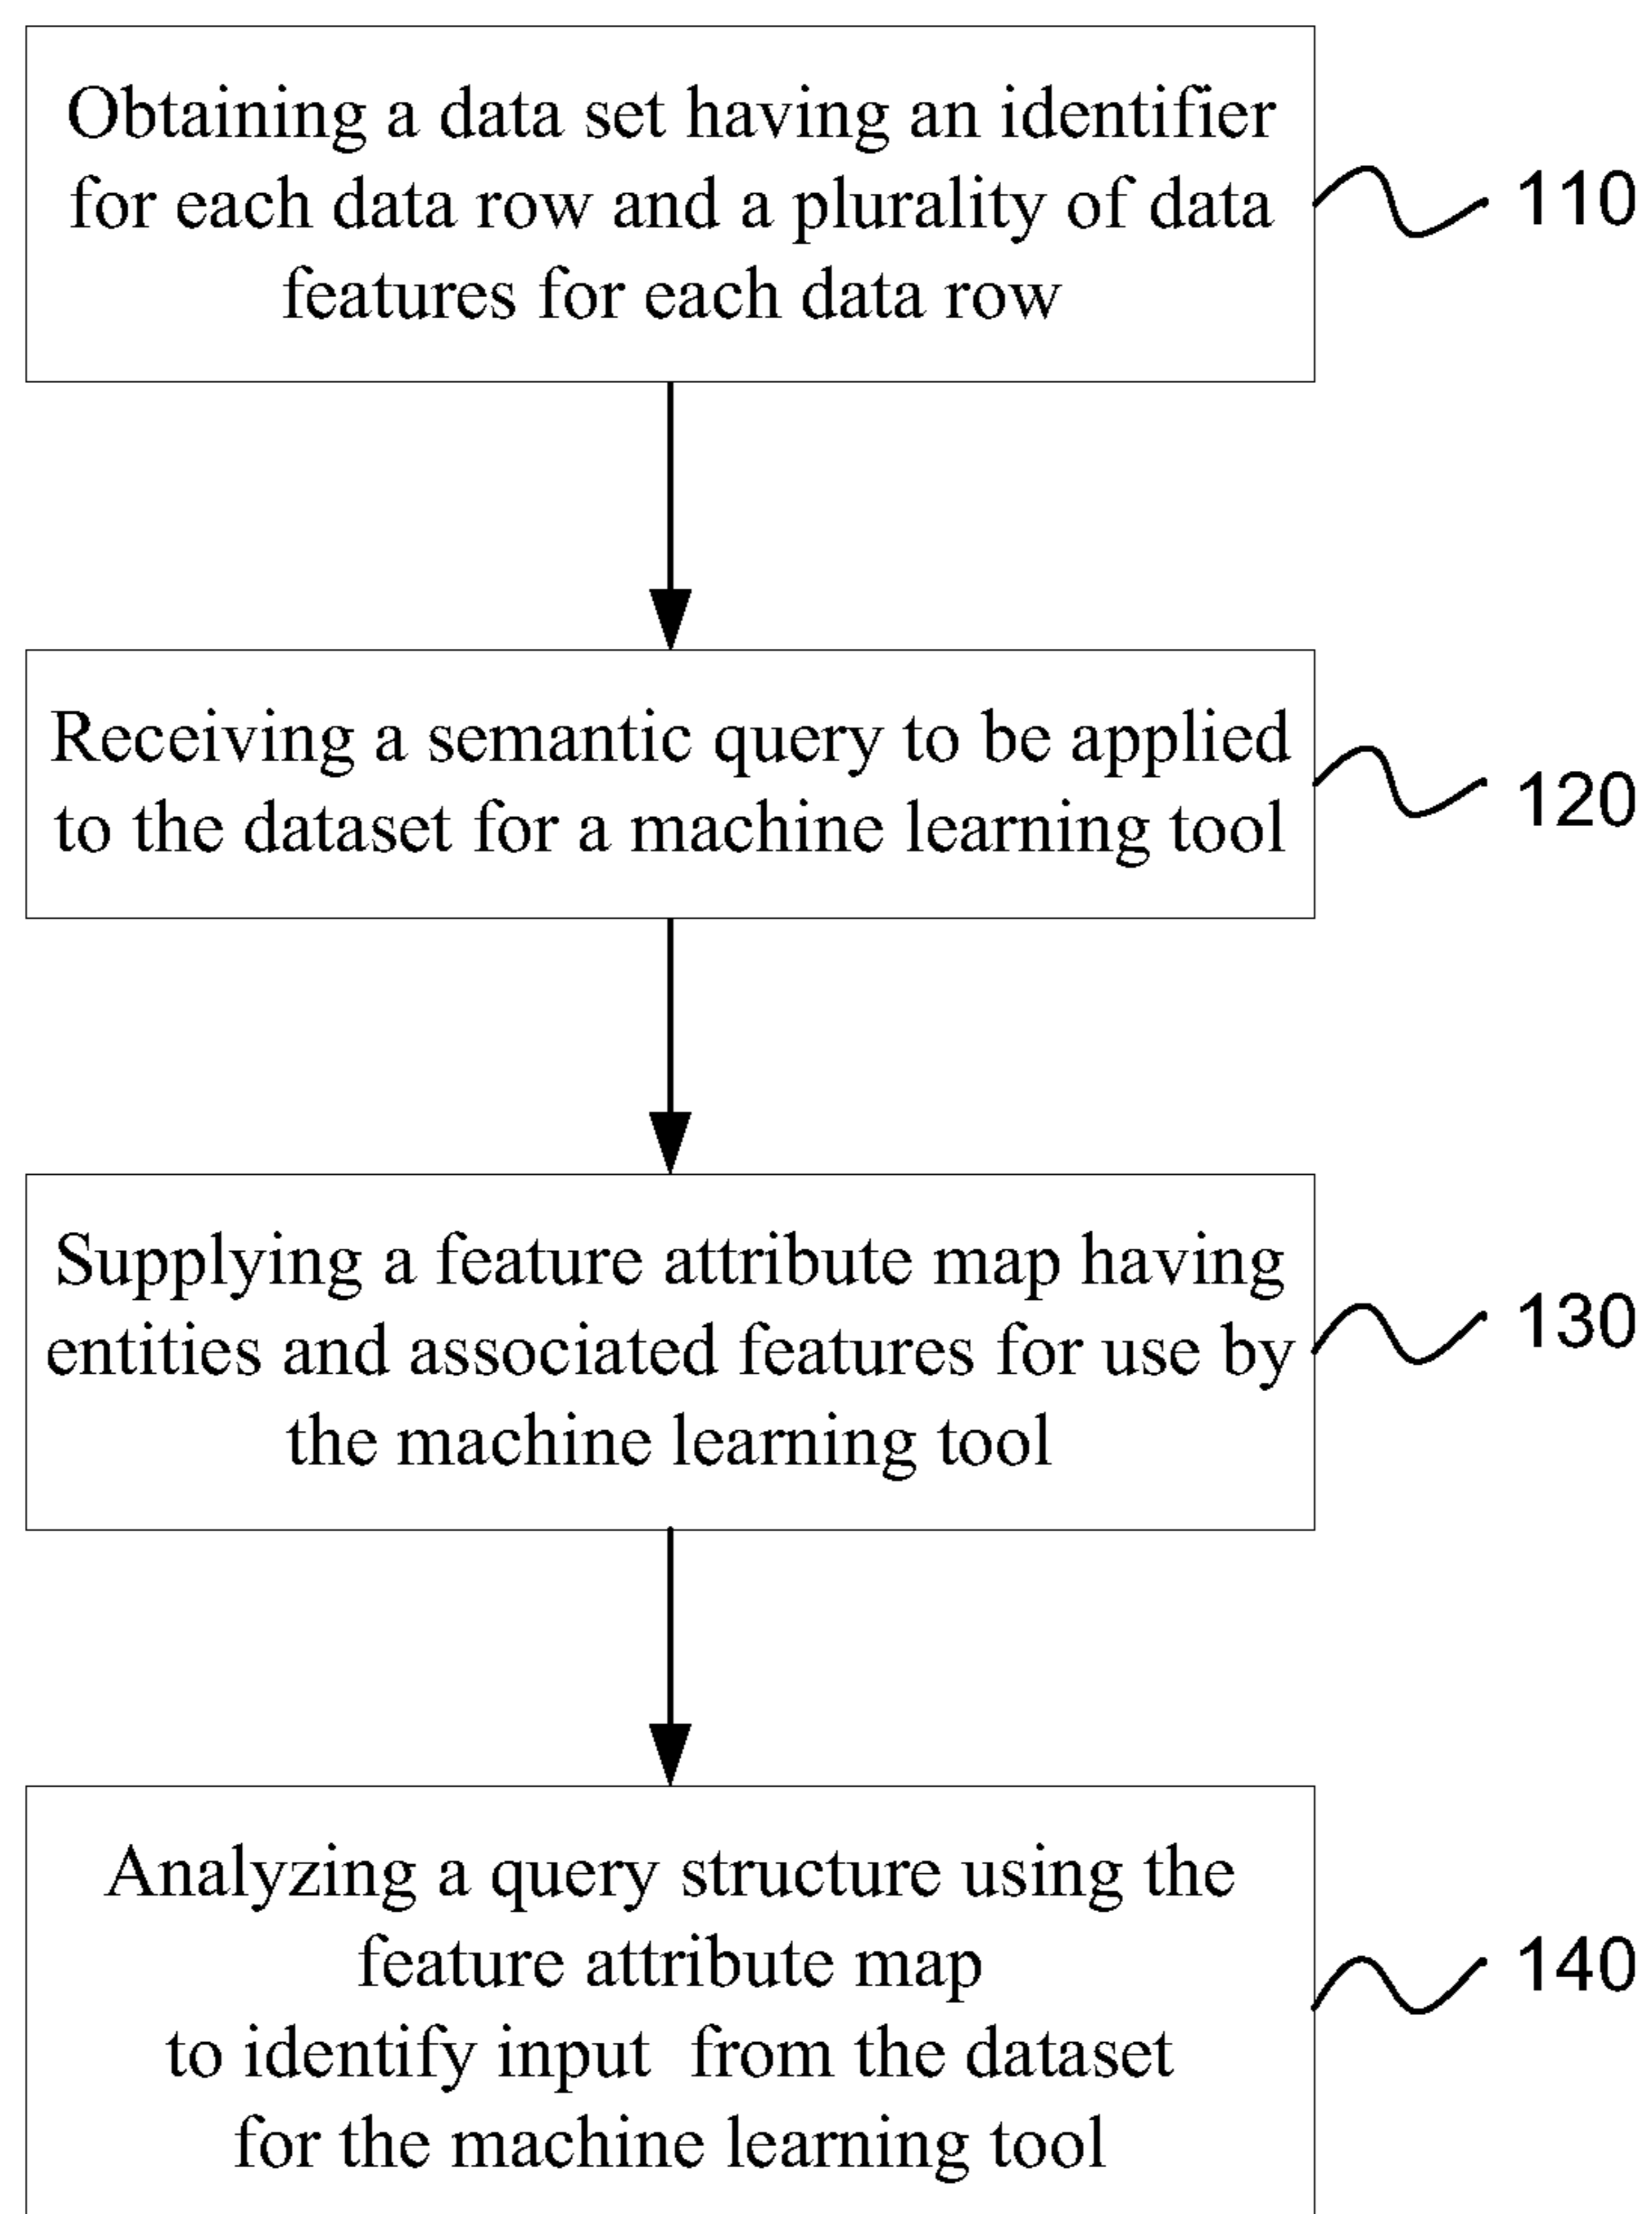 Obtaining a data set having an identifier
for each data row and a plurality of data
features for each data row
110
Receiving a semantic query to be applied
to the dataset for a machine learning tool
120
Supplying a feature attribute map having
entities and associated features for use by
the machine learning tool
130
Analyzing a query structure using the
feature attribute map
to identify input from the dataset
for the machine learning tool
140